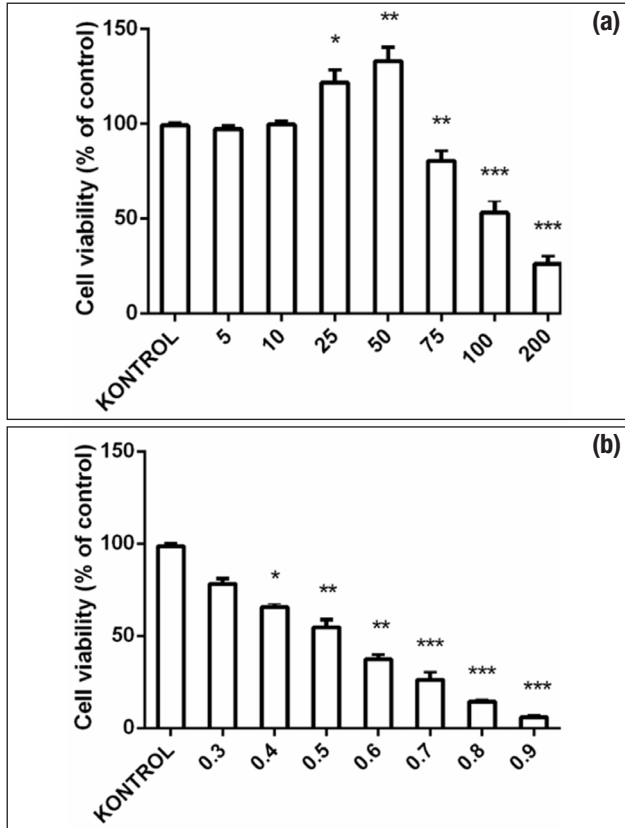 (a)
Cell viability (% of control)
150
100
50
0
* ** ** *** ***
KONTROL 5 10 25 50 75 100 200
(b)
Cell viability (% of control)
150
100
50
0
* ** ** *** *** ***
KONTROL 0.3 0.4 0.5 0.6 0.7 0.8 0.9